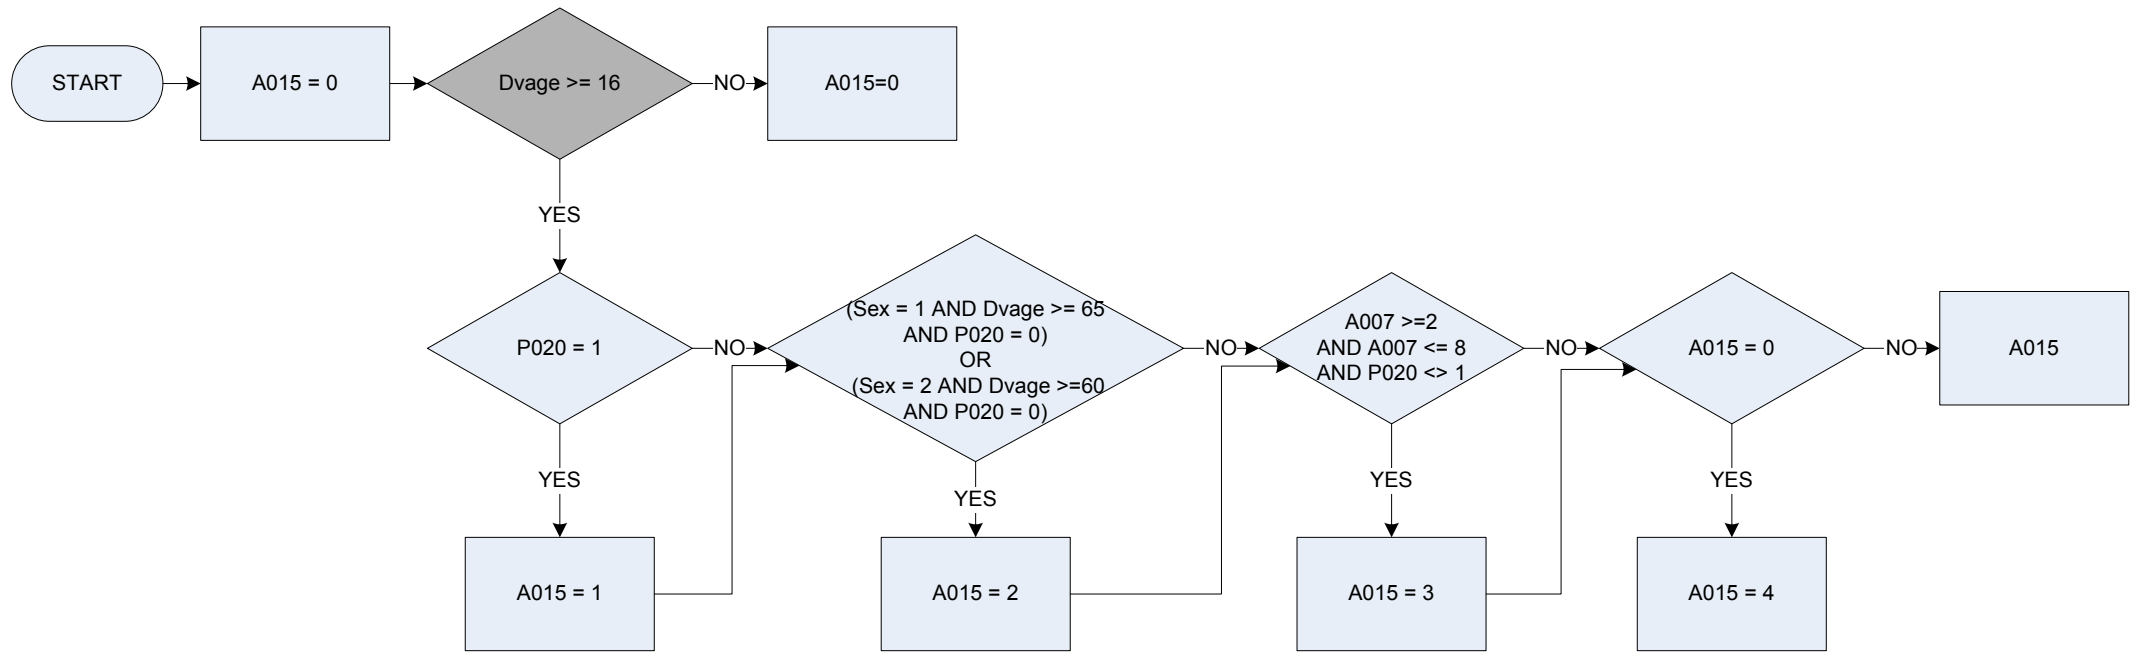 START
A015 = 0
Dvage >= 16
NO
A015=0
YES
P020 = 1
NO
(Sex = 1 AND Dvage >= 65
AND P020 = 0)
OR
(Sex = 2 AND Dvage >=60
AND P020 = 0)
NO
A007 >=2
AND A007 <= 8
AND P020 <> 1
NO
A015 = 0
NO
A015
YES
YES
YES
YES
A015 = 1
A015 = 2
A015 = 3
A015 = 4